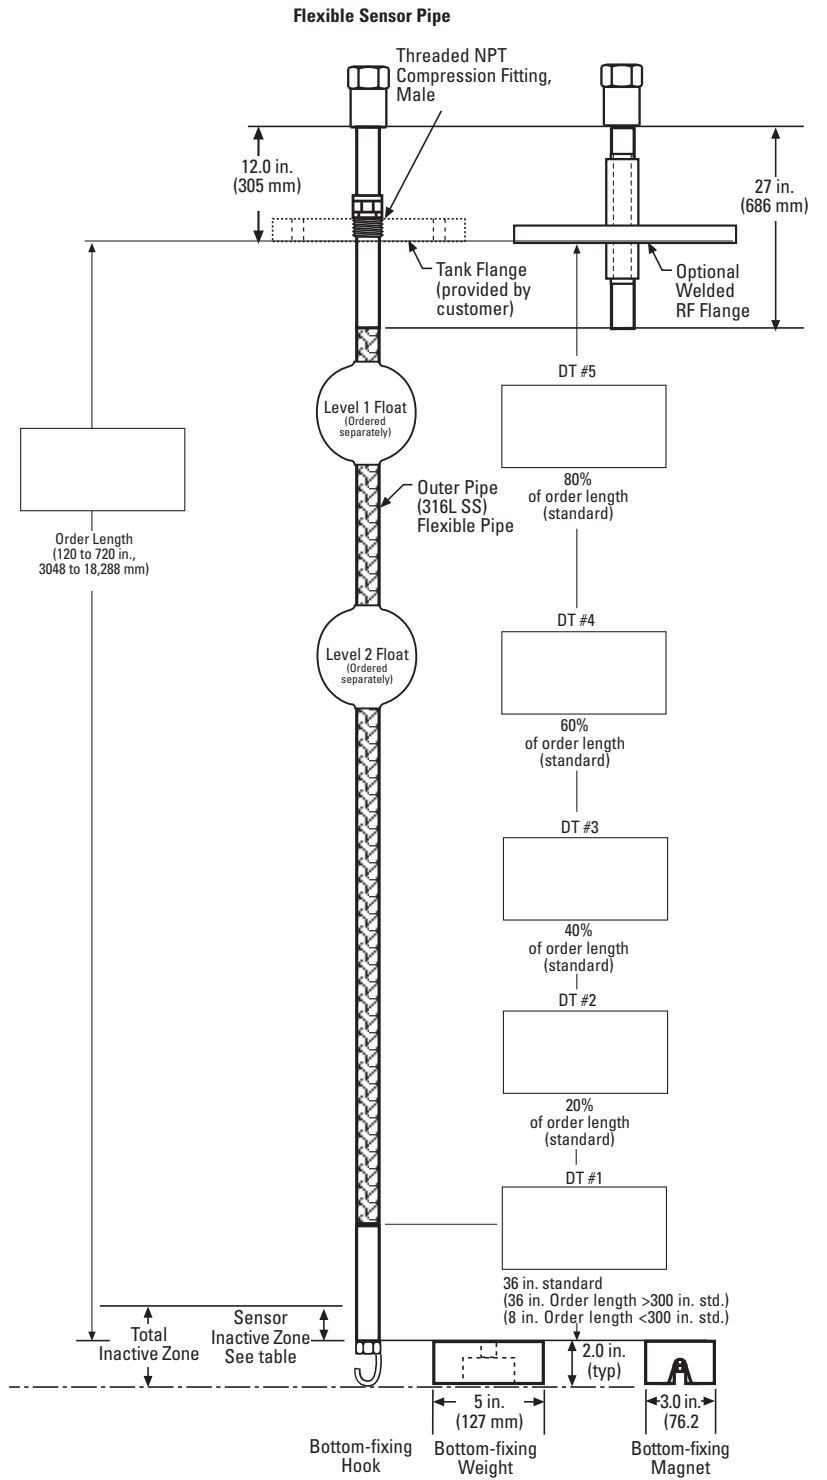 Flexible Sensor Pipe
Threaded NPT
Compression Fitting,
Male
12.0 in.
(305 mm)
27 in.
(686 mm)
Tank Flange
(provided by
customer)
Optional
Welded
RF Flange
DT #5
Level 1 Float
(Ordered
separately)
80%
of order length
(standard)
Outer Pipe
(316L SS)
Flexible Pipe
Order Length
(120 to 720 in.,
3048 to 18,288 mm)
DT #4
Level 2 Float
(Ordered
separately)
60%
of order length
(standard)
DT #3
40%
of order length
(standard)
DT #2
20%
of order length
(standard)
DT #1
36 in. standard
(36 in. Order length >300 in. std.)
(8 in. Order length <300 in. std.)
Total
Inactive Zone
Sensor
Inactive Zone
See table
2.0 in.
(typ)
5 in.
(127 mm)
3.0 in.
(76.2
Bottom-fixing
Hook
Bottom-fixing
Weight
Bottom-fixing
Magnet